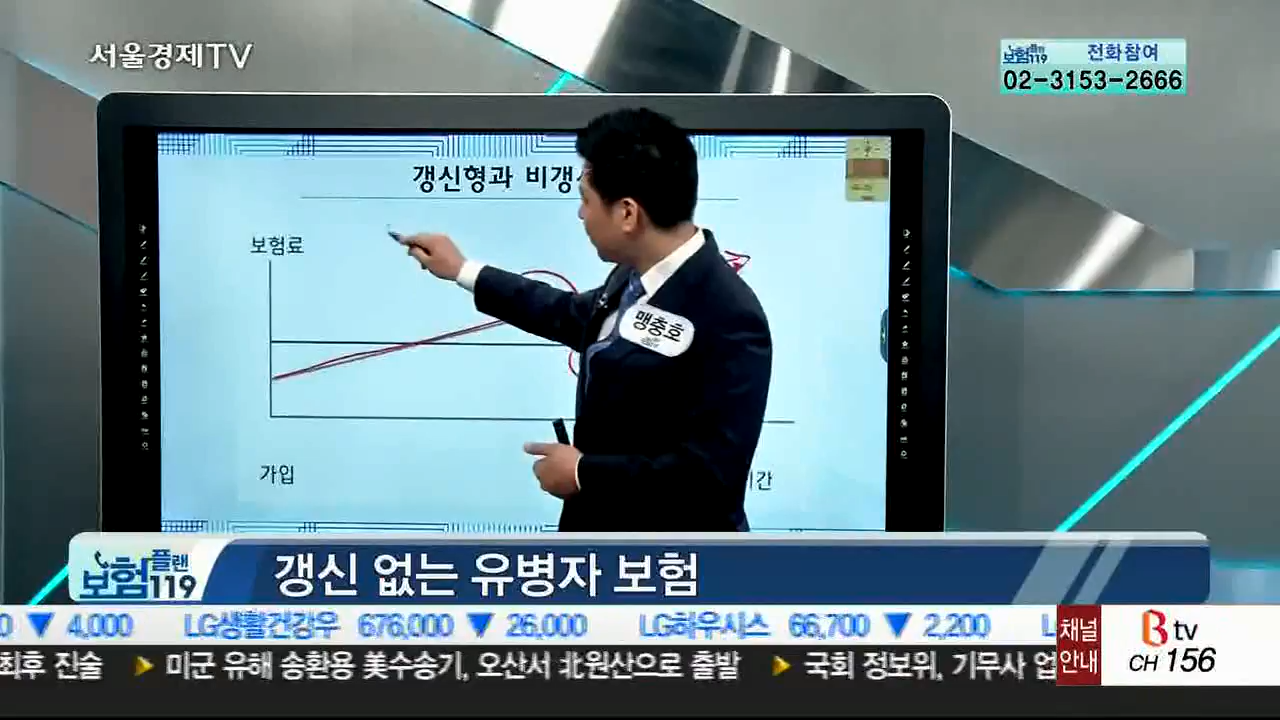 서울경제TV
보험플랜119 전화참여
02-3153-2666
갱신형과 비갱
보험료
맹충호
가입
간
보험플랜119
갱신 없는 유병자 보험
0 ▼ 4,000 LG생활건강우 676,000 ▼ 26,000 LG하우시스 66,700 ▼ 2,200 L
채널안내
B tv
CH 156
최후 진술 ▶ 미군 유해 송환용 美수송기, 오산서 北원산으로 출발 ▶ 국회 정보위, 기무사 업